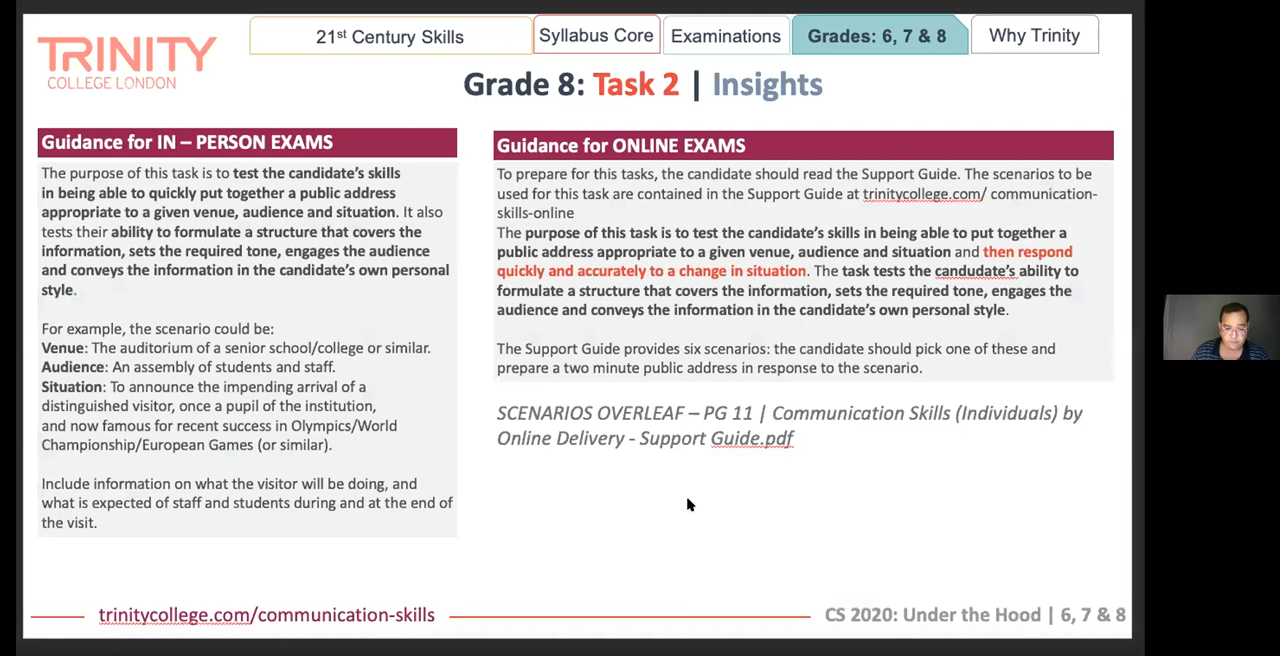 TRINITY
COLLEGE LONDON
21st Century Skills
Syllabus Core
Examinations
Grades: 6, 7 & 8
Why Trinity
Grade 8: Task 2 | Insights
Guidance for IN – PERSON EXAMS
The purpose of this task is to test the candidate’s skills
in being able to quickly put together a public address
appropriate to a given venue, audience and situation. It also
tests their ability to formulate a structure that covers the
information, sets the required tone, engages the audience
and conveys the information in the candidate’s own personal
style.
For example, the scenario could be:
Venue: The auditorium of a senior school/college or similar.
Audience: An assembly of students and staff.
Situation: To announce the impending arrival of a
distinguished visitor, once a pupil of the institution,
and now famous for recent success in Olympics/World
Championship/European Games (or similar).
Include information on what the visitor will be doing, and
what is expected of staff and students during and at the end of
the visit.
Guidance for ONLINE EXAMS
To prepare for this tasks, the candidate should read the Support Guide. The scenarios to be
used for this task are contained in the Support Guide at trinitycollege.com/ communication-
skills-online
The purpose of this task is to test the candidate’s skills in being able to put together a
public address appropriate to a given venue, audience and situation and then respond
quickly and accurately to a change in situation. The task tests the candudate’s ability to
formulate a structure that covers the information, sets the required tone, engages the
audience and conveys the information in the candidate’s own personal style.
The Support Guide provides six scenarios: the candidate should pick one of these and
prepare a two minute public address in response to the scenario.
SCENARIOS OVERLEAF – PG 11 | Communication Skills (Individuals) by
Online Delivery - Support Guide.pdf
trinitycollege.com/communication-skills
CS 2020: Under the Hood | 6, 7 & 8